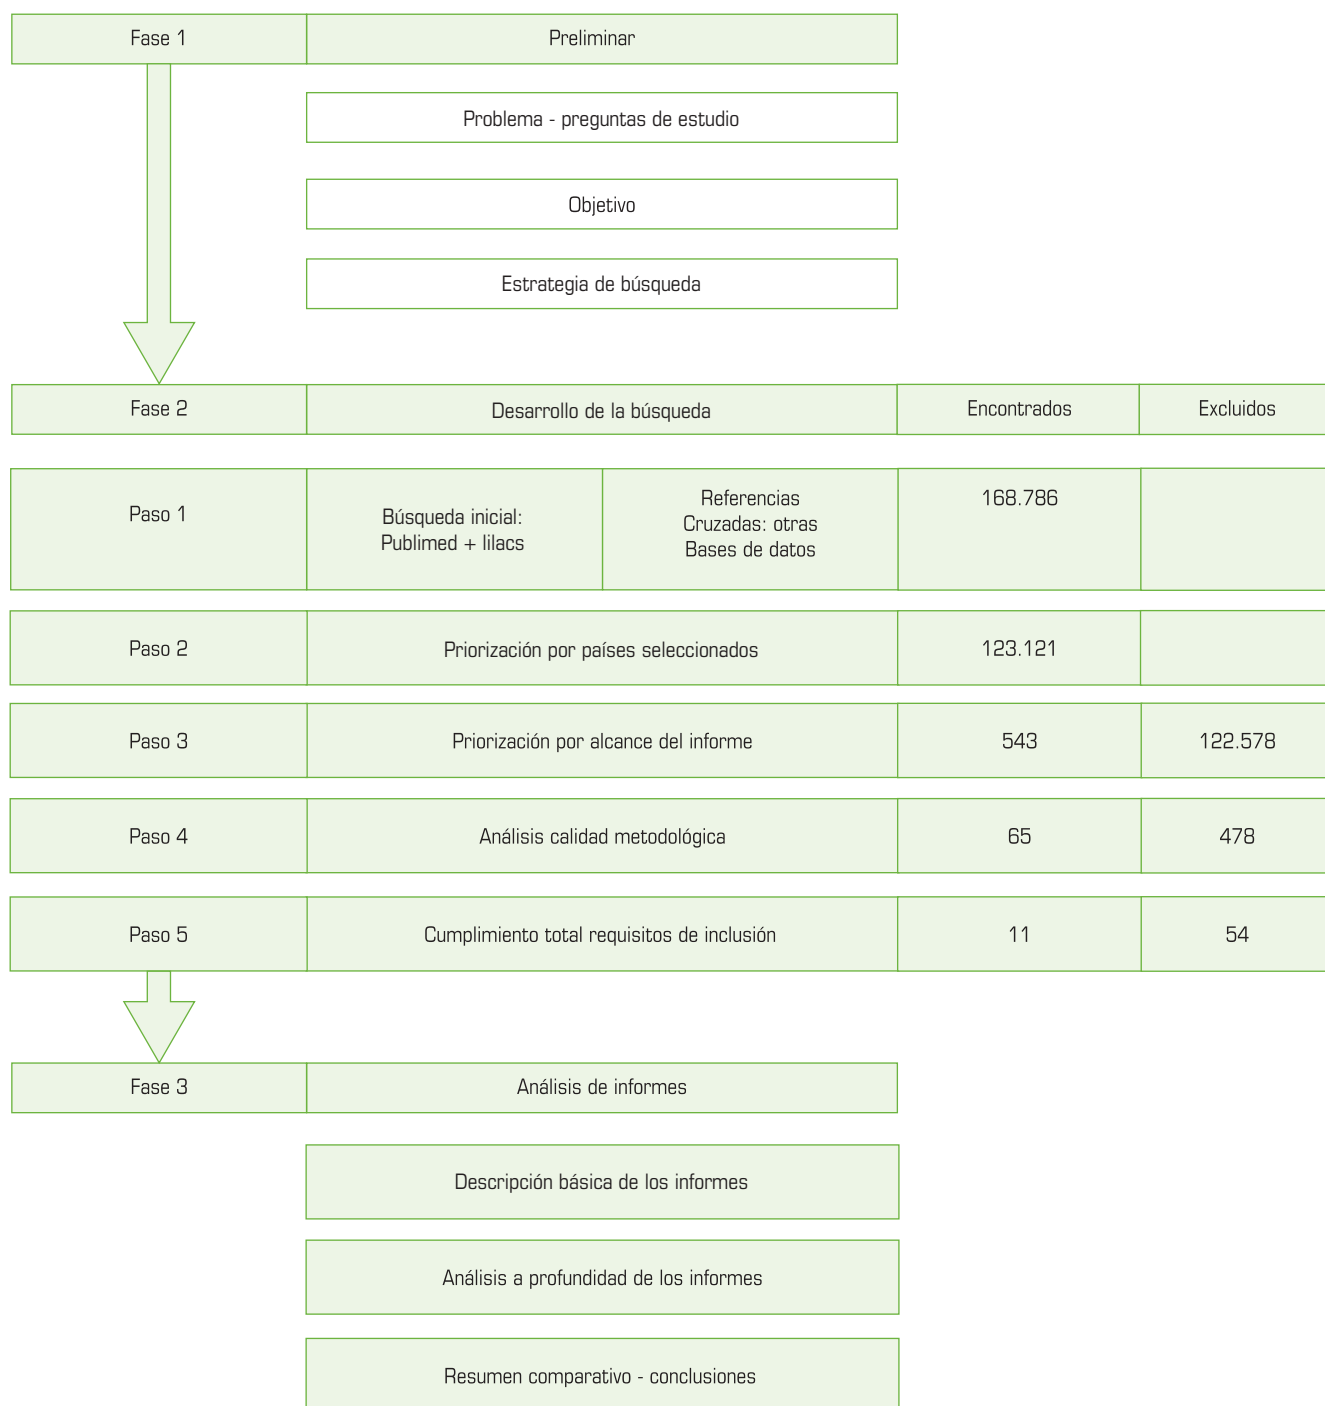 Fase 1
Preliminar
Problema - preguntas de estudio
Objetivo
Estrategia de búsqueda
Fase 2
Desarrollo de la búsqueda
Encontrados
Excluidos
Paso 1
Búsqueda inicial:
Publimed + lilacs
Referencias
Cruzadas: otras
Bases de datos
168.786
Paso 2
Priorización por países seleccionados
123.121
Paso 3
Priorización por alcance del informe
543
122.578
Paso 4
Análisis calidad metodológica
65
478
Paso 5
Cumplimiento total requisitos de inclusión
11
54
Fase 3
Análisis de informes
Descripción básica de los informes
Análisis a profundidad de los informes
Resumen comparativo - conclusiones